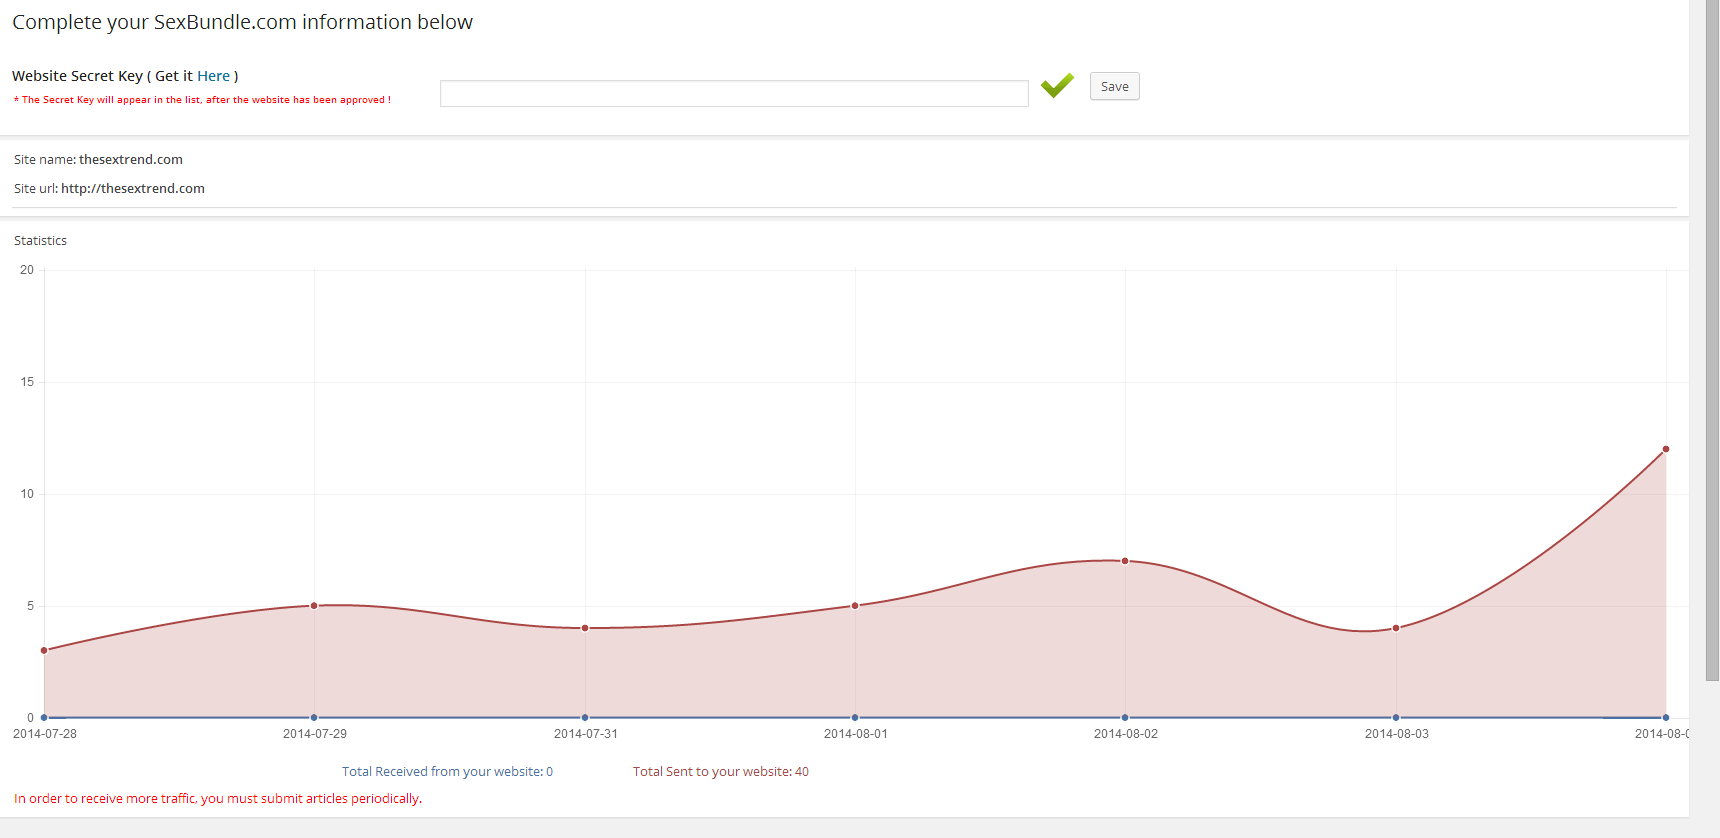 Complete your SexBundle.com information below
Website Secret Key ( Get it Here )
* The Secret Key will appear in the list, after the website has been approved !
Save
Site name: thesextrend.com
Site url: http://thesextrend.com
Statistics
20
15
10
5
0
2014-07-28 2014-07-29 2014-07-31 2014-08-01 2014-08-02 2014-08-03
Total Received from your website: 0 Total Sent to your website: 40
In order to receive more traffic, you must submit articles periodically.